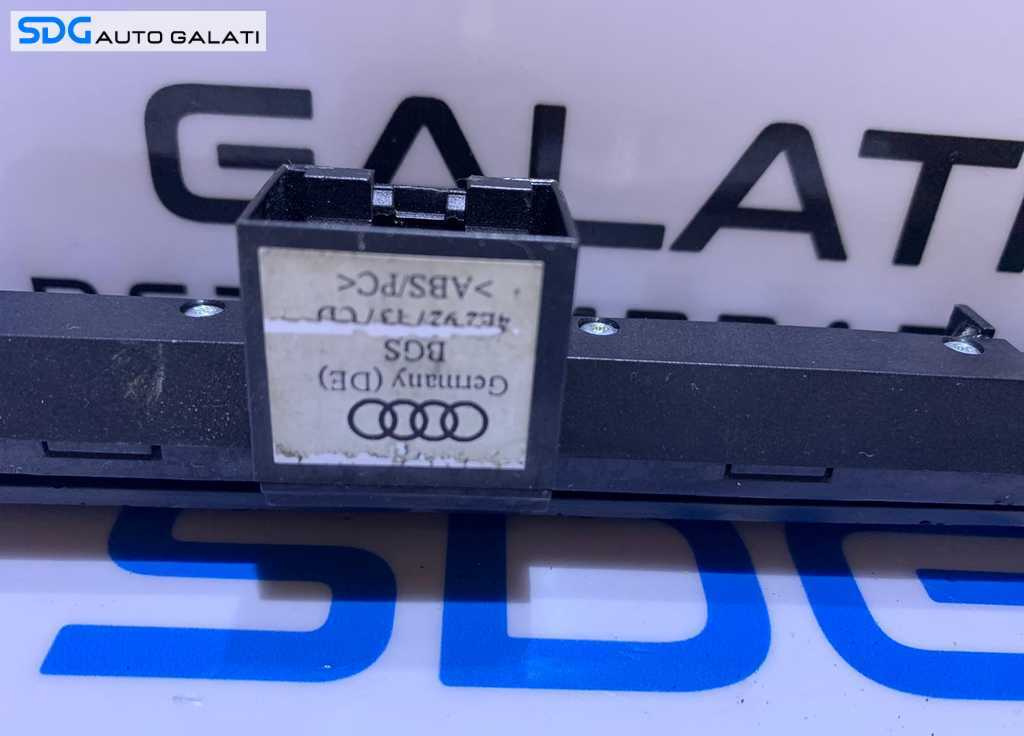 SDG AUTO GALATI
GALATI
Germany (DE)
BGS
>ABS/PC<
SDG